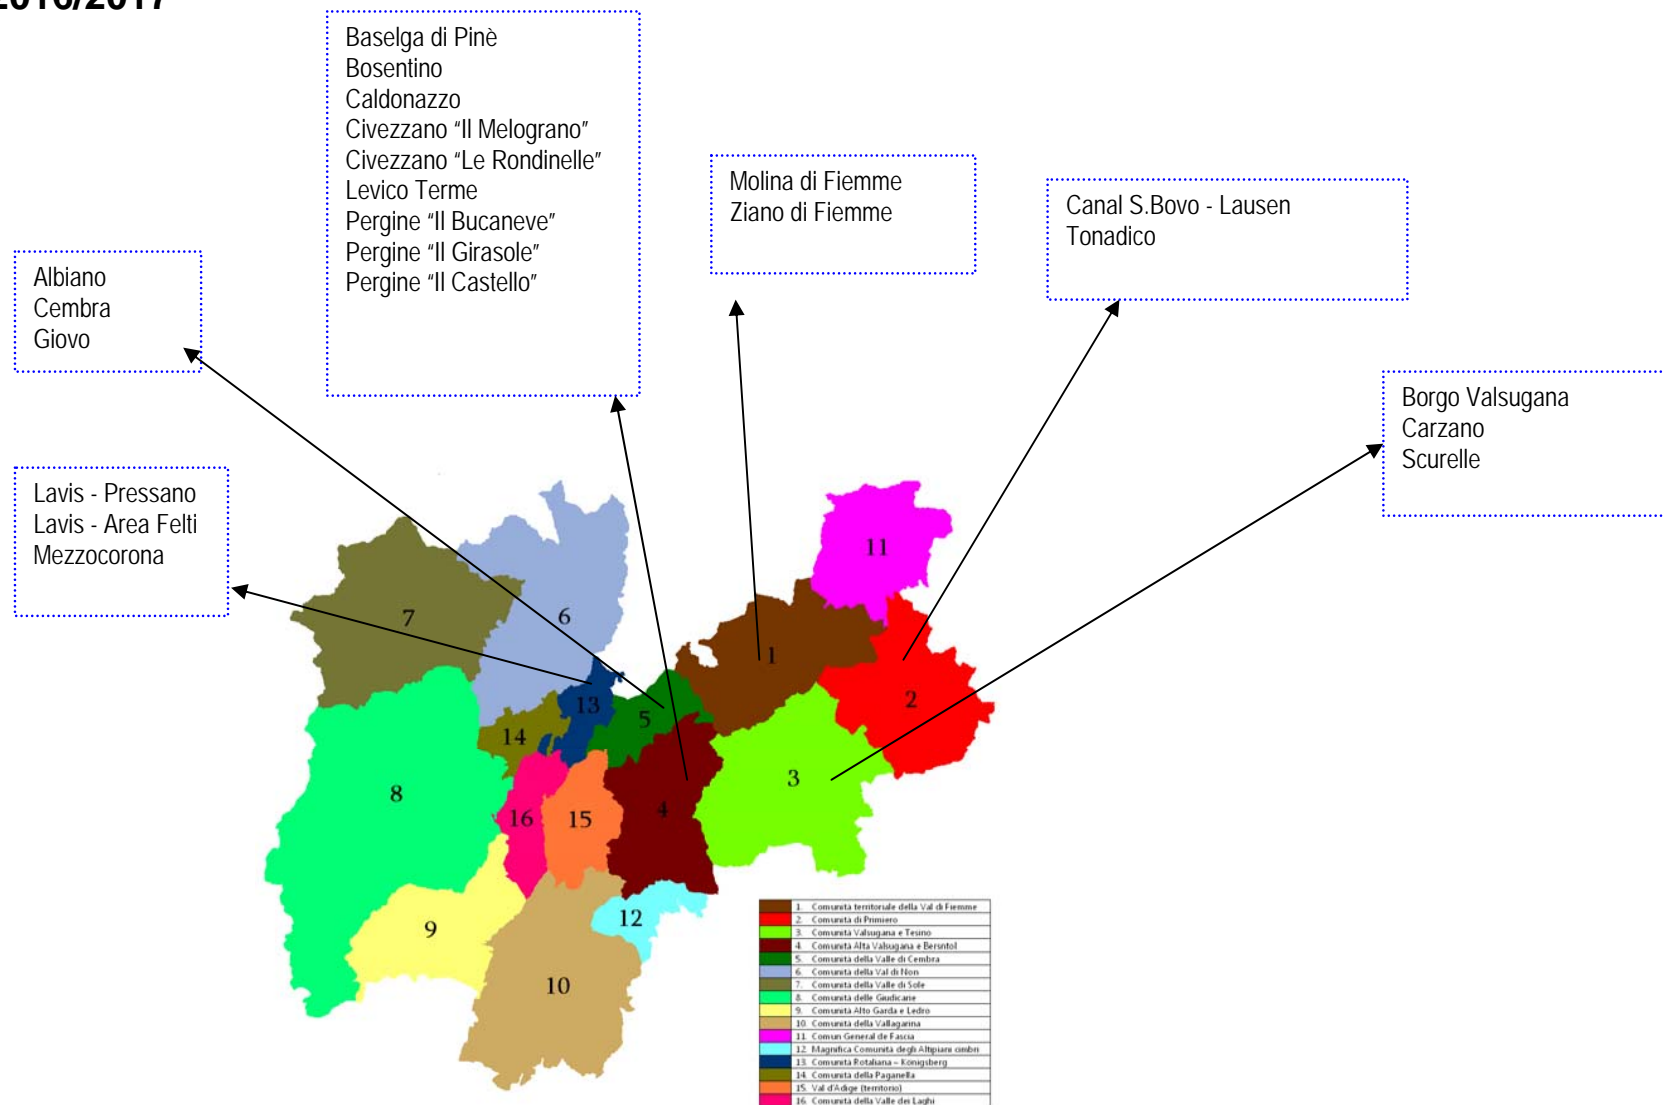 2016/2017
Baselga di Pinè
Bosentino
Caldonazzo
Civezzano “Il Melograno”
Civezzano “Le Rondinelle”
Levico Terme
Pergine “Il Bucaneve”
Pergine “Il Girasole”
Pergine “Il Castello”
Molina di Fiemme
Ziano di Fiemme
Canal S.Bovo - Lausen
Tonadico
Albiano
Cembra
Giovo
Borgo Valsugana
Carzano
Scurelle
Lavis - Pressano
Lavis - Area Felti
Mezzocorona
11
7
6
1
2
13
5
14
3
8
4
16
15
12
9
10
1. Comunità territoriale della Val di Fiemme
2. Comunità di Primiero
3. Comunità Valsugana e Tesino
4. Comunità Alta Valsugana e Bersntol
5. Comunità della Valle di Cembra
6. Comunità della Val di Non
7. Comunità della Valle di Sole
8. Comunità delle Giudicarie
9. Comunità Alto Garda e Ledro
10. Comunità della Vallagarina
11. Comun General de Fascia
12. Magnifica Comunità degli Altipiani cimbri
13. Comunità Rotaliana – Königsberg
14. Comunità della Paganella
15. Val d'Adige (territorio)
16. Comunità della Valle dei Laghi